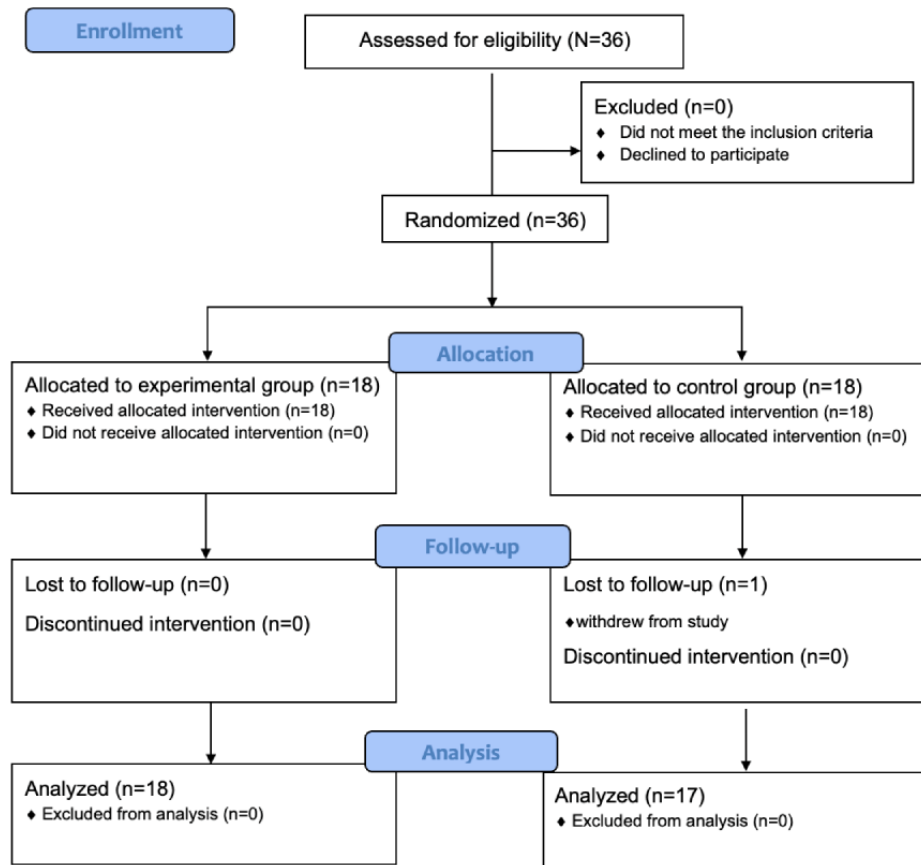 Enrollment
Assessed for eligibility (N=36)
Excluded (n=0)
♦ Did not meet the inclusion criteria
♦ Declined to participate
Randomized (n=36)
Allocation
Allocated to experimental group (n=18)
♦ Received allocated intervention (n=18)
♦ Did not receive allocated intervention (n=0)
Allocated to control group (n=18)
♦ Received allocated intervention (n=18)
♦ Did not receive allocated intervention (n=0)
Follow-up
Lost to follow-up (n=0)
Discontinued intervention (n=0)
Lost to follow-up (n=1)
♦withdrew from study
Discontinued intervention (n=0)
Analysis
Analyzed (n=18)
♦ Excluded from analysis (n=0)
Analyzed (n=17)
♦ Excluded from analysis (n=0)